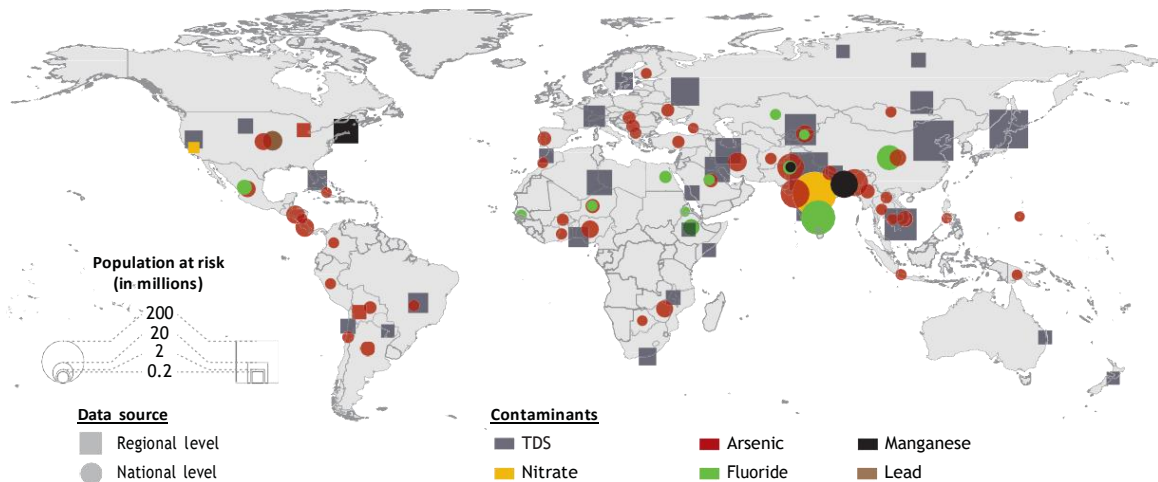 Population at risk
(in millions)
200
20
2
0.2
Data source
Regional level
National level
Contaminants
TDS
Arsenic
Manganese
Nitrate
Fluoride
Lead